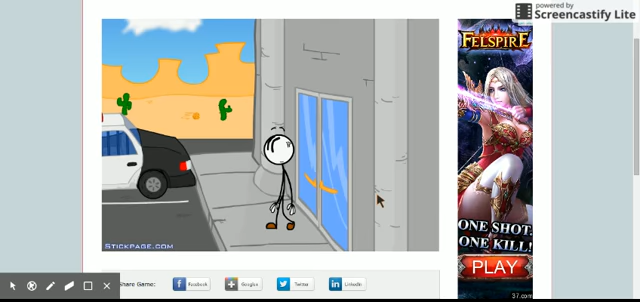 powered by
Screencastify Lite
FELSPIRE
STICKPAGE.COM
ONE SHOT,
ONE KILL!
PLAY
37.com
Share Game:
Facebook
Google+
Twitter
LinkedIn